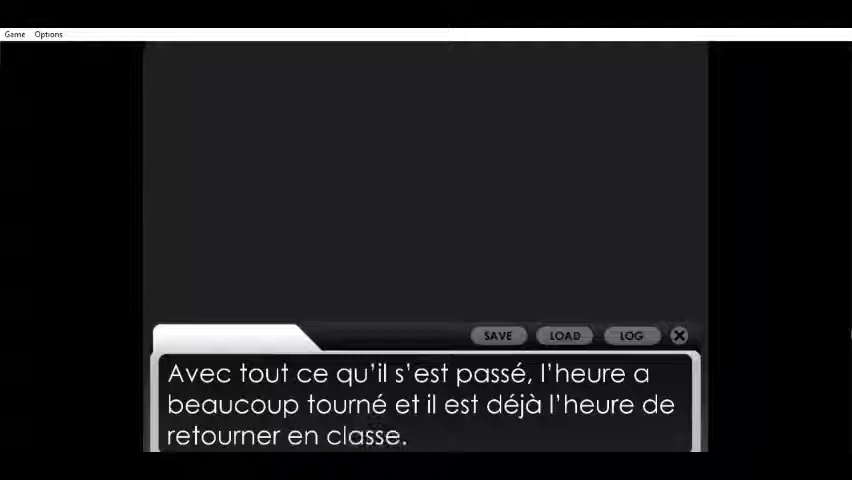 Game Options
SAVE LOAD LOG
Avec tout ce qu'il s'est passé, l'heure a
beaucoup tourné et il est déjà l'heure de
retourner en classe.